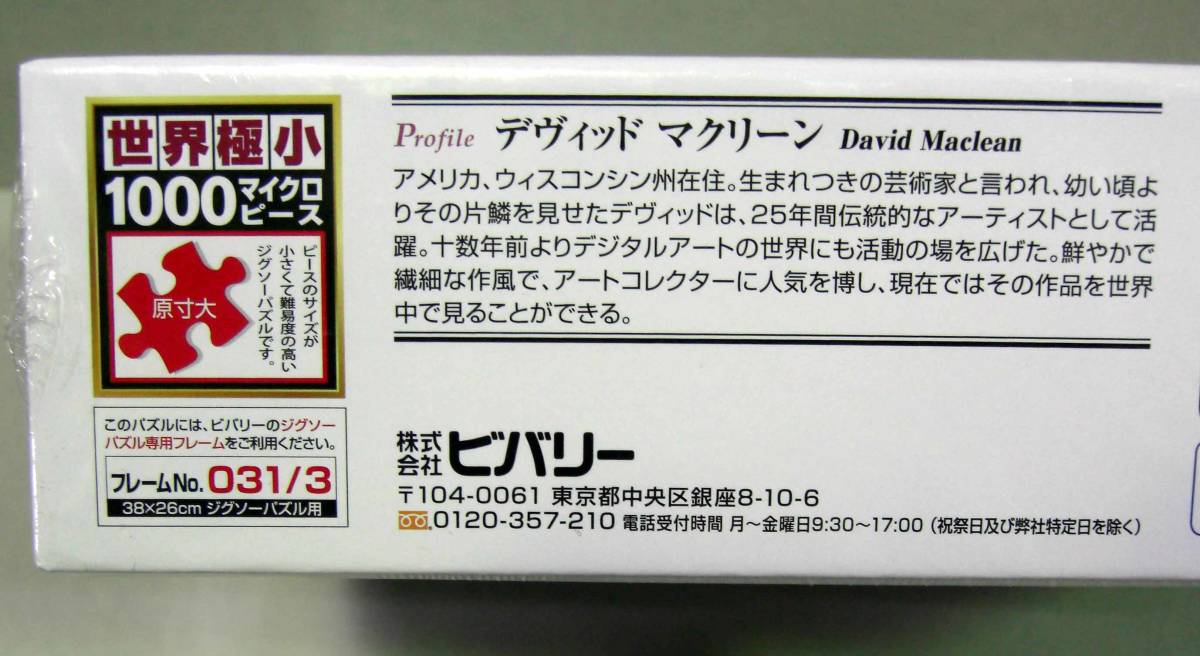 世界極小
1000マイクロ
ピース
ピースのサイズが
小さくて難易度の高い
ジグソーパズルです。
原寸大
このパズルには、ビバリーのジグソー
パズル専用フレームをご利用ください。
フレームNo. 031/3
38×26cm ジグソーパズル用
Profile デヴィッド マクリーン David Maclean
アメリカ、ウィスコンシン州在住。生まれつきの芸術家と言われ、幼い頃よ
りその片鱗を見せたデヴィッドは、25年間伝統的なアーティストとして活
躍。十数年前よりデジタルアートの世界にも活動の場を広げた。鮮やかで
繊細な作風で、アートコレクターに人気を博し、現在ではその作品を世界
中で見ることができる。
株式
会社 ビバリー
〒104-0061 東京都中央区銀座8-10-6
0120-357-210 電話受付時間 月～金曜日9:30～17:00（祝祭日及び弊社特定日を除く）